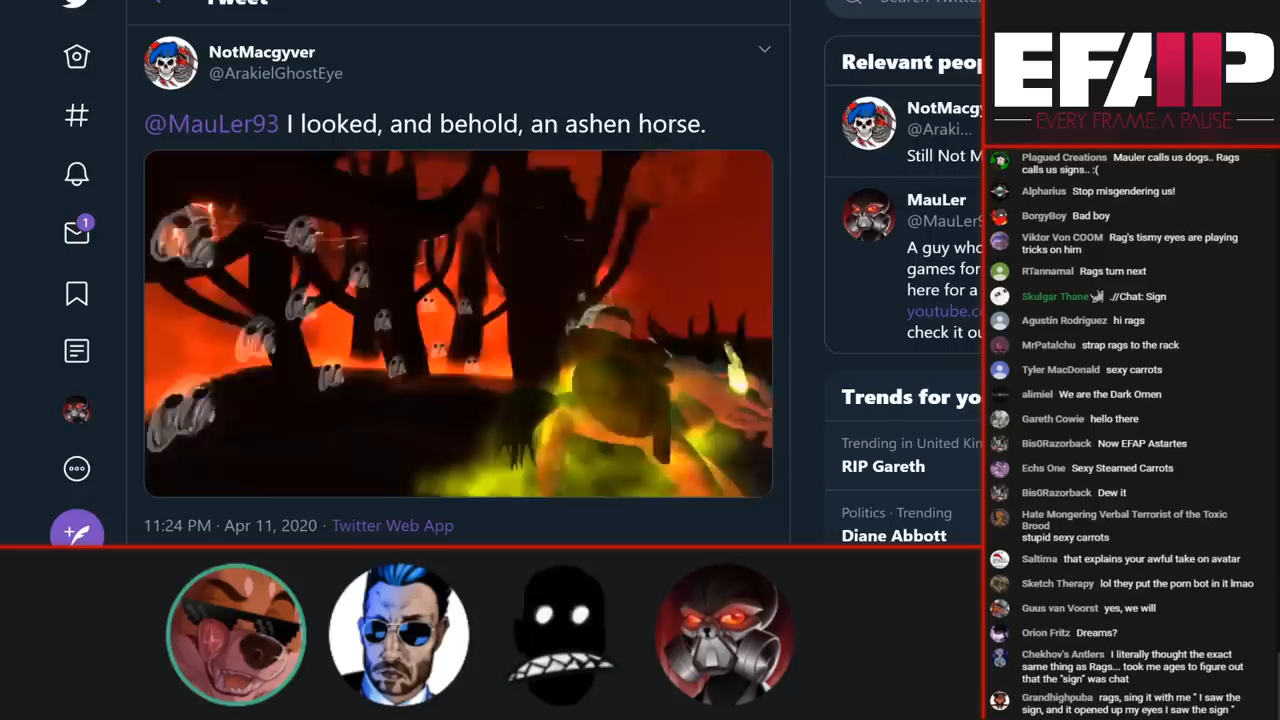 Tweet
NotMacgyver
@ArakielGhostEye
@MauLer93 I looked, and behold, an ashen horse.
11:24 PM · Apr 11, 2020 · Twitter Web App
1
Search Twitter
Relevant peop
NotMacgy
@Araki...
Still Not M
MauLer
@MauLer9
A guy who
games for
here for a
youtube.c
check it ou
Trends for yo
Trending in United Kin
RIP Gareth
Politics · Trending
Diane Abbott
EFAP
EVERY FRAME A PAUSE
Plagued Creations Mauler calls us dogs.. Rags
calls us signs.. :(
Alpharius Stop misgendering us!
BorgyBoy Bad boy
Viktor Von COOM Rag's tismy eyes are playing
tricks on him
RTannamal Rags turn next
Skulgar Thane .//Chat: Sign
Agustín Rodríguez hi rags
MrPatalchu strap rags to the rack
Tyler MacDonald sexy carrots
alimiel We are the Dark Omen
Gareth Cowie hello there
Bis0Razorback Now EFAP Astartes
Echs One Sexy Steamed Carrots
Bis0Razorback Dew it
Hate Mongering Verbal Terrorist of the Toxic
Brood
stupid sexy carrots
Saltima that explains your awful take on avatar
Sketch Therapy lol they put the porn bot in it lmao
Guus van Voorst yes, we will
Orion Fritz Dreams?
Chekhov's Antlers I literally thought the exact
same thing as Rags... took me ages to figure out
that the "sign" was chat
Grandhighpuba rags, sing it with me " I saw the
sign, and it opened up my eyes I saw the sign "